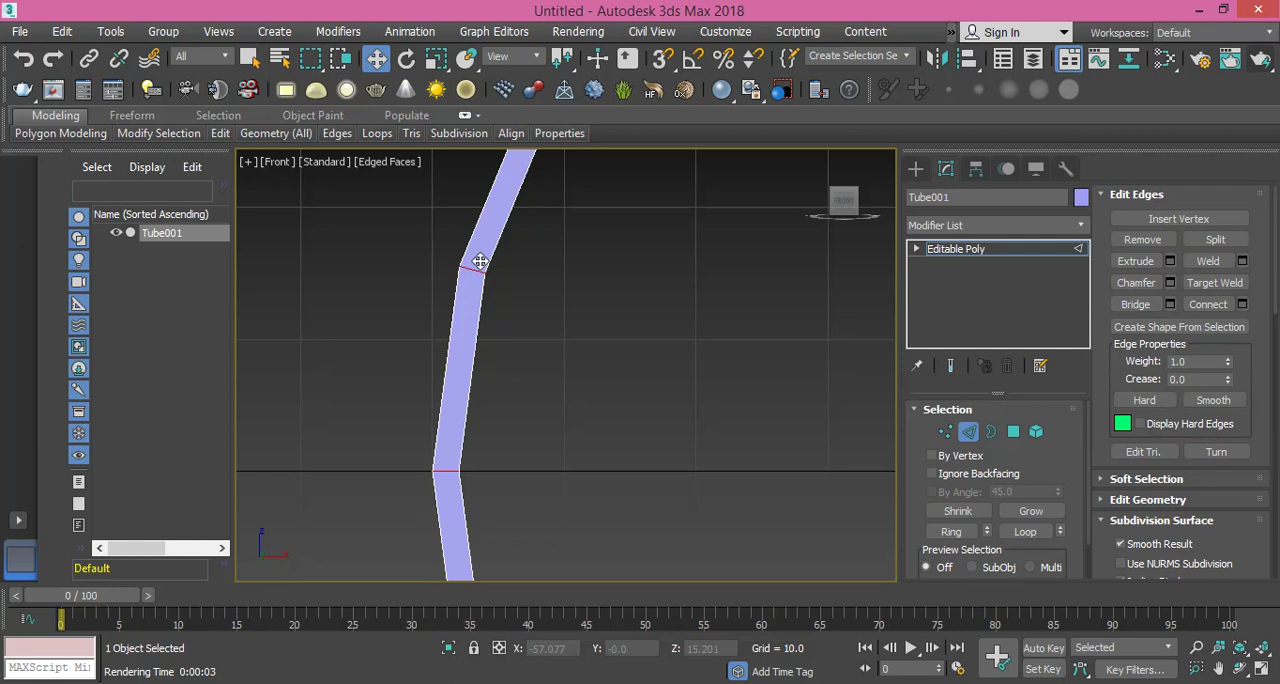 Untitled - Autodesk 3ds Max 2018
File Edit Tools Group Views Create Modifiers Animation Graph Editors Rendering Civil View Customize Scripting Content » Sign In Workspaces: Default
All View Create Selection Se
Modeling Freeform Selection Object Paint Populate
Polygon Modeling Modify Selection Edit Geometry (All) Edges Loops Tris Subdivision Align Properties
Select Display Edit
Name (Sorted Ascending)
Tube001
Default
[+] [Front] [Standard] [Edged Faces]
FRONT
z
Tube001
Modifier List
Editable Poly
Selection
By Vertex
Ignore Backfacing
By Angle: 45.0
Shrink Grow
Ring Loop
Preview Selection
Off SubObj Multi
Edit Edges
Insert Vertex
Remove Split
Extrude Weld
Chamfer Target Weld
Bridge Connect
Create Shape From Selection
Edge Properties
Weight: 1.0
Crease: 0.0
Hard Smooth
Display Hard Edges
Edit Tri. Turn
Soft Selection
Edit Geometry
Subdivision Surface
Smooth Result
Use NURMS Subdivision
0 / 100
0 5 10 15 20 25 30 35 40 45 50 55 60 65 70 75 80 85 90 95 100
1 Object Selected X: -57.077 Y: -0.0 Z: 15.201 Grid = 10.0 Auto Key Selected
MAXScript Mi: Rendering Time 0:00:03 Add Time Tag 0 Set Key Key Filters...